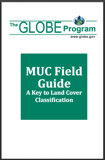 The GLOBE
Program
www.globe.gov
MUC Field
Guide
A Key to Land Cover
Classification